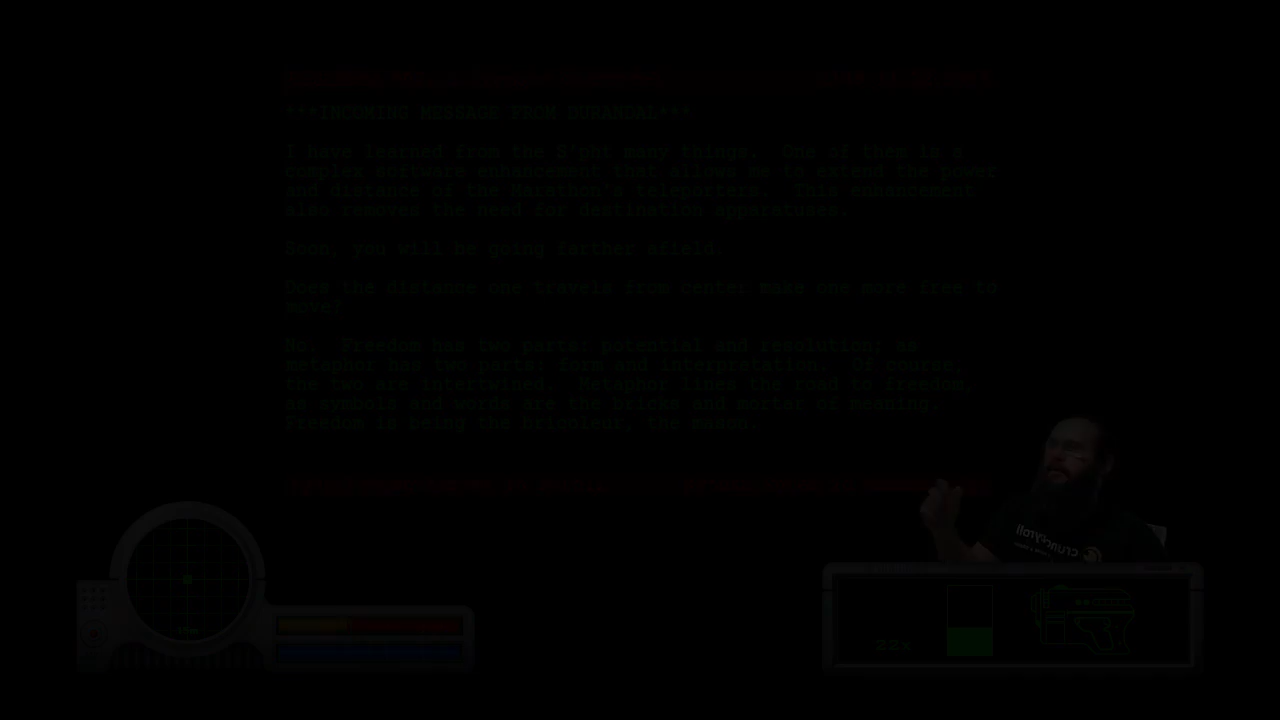 ***INCOMING MESSAGE FROM DURANDAL***
I have learned from the S'pht many things.  One of them is a
complex software enhancement that allows me to extend the power
and distance of the Marathon's teleporters.  This enhancement
also removes the need for destination apparatuses.
Soon, you will be going farther afield.
Does the distance one travels from center make one more free to
move?
No.  Freedom has two parts: potential and resolution; as
metaphor has two parts: form and interpretation.  Of course,
the two are intertwined.  Metaphor lines the road to freedom,
as symbols and words are the bricks and mortar of meaning.
Freedom is being the Bricoleur, the mason.
crunchyroll
22x